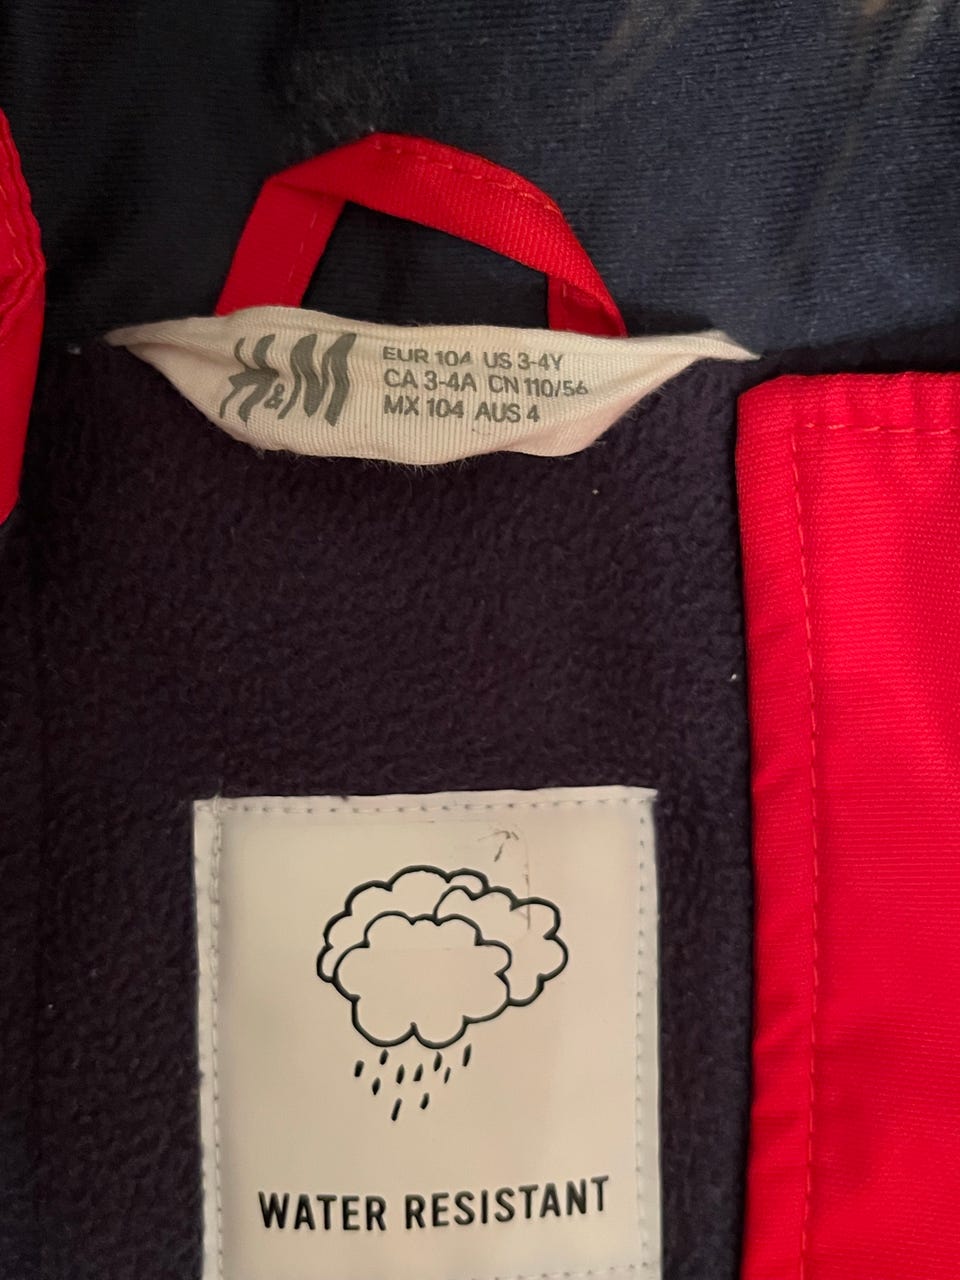 H&M
EUR 104 US 3-4Y
CA 3-4A CN 110/56
MX 104 AUS 4
WATER RESISTANT